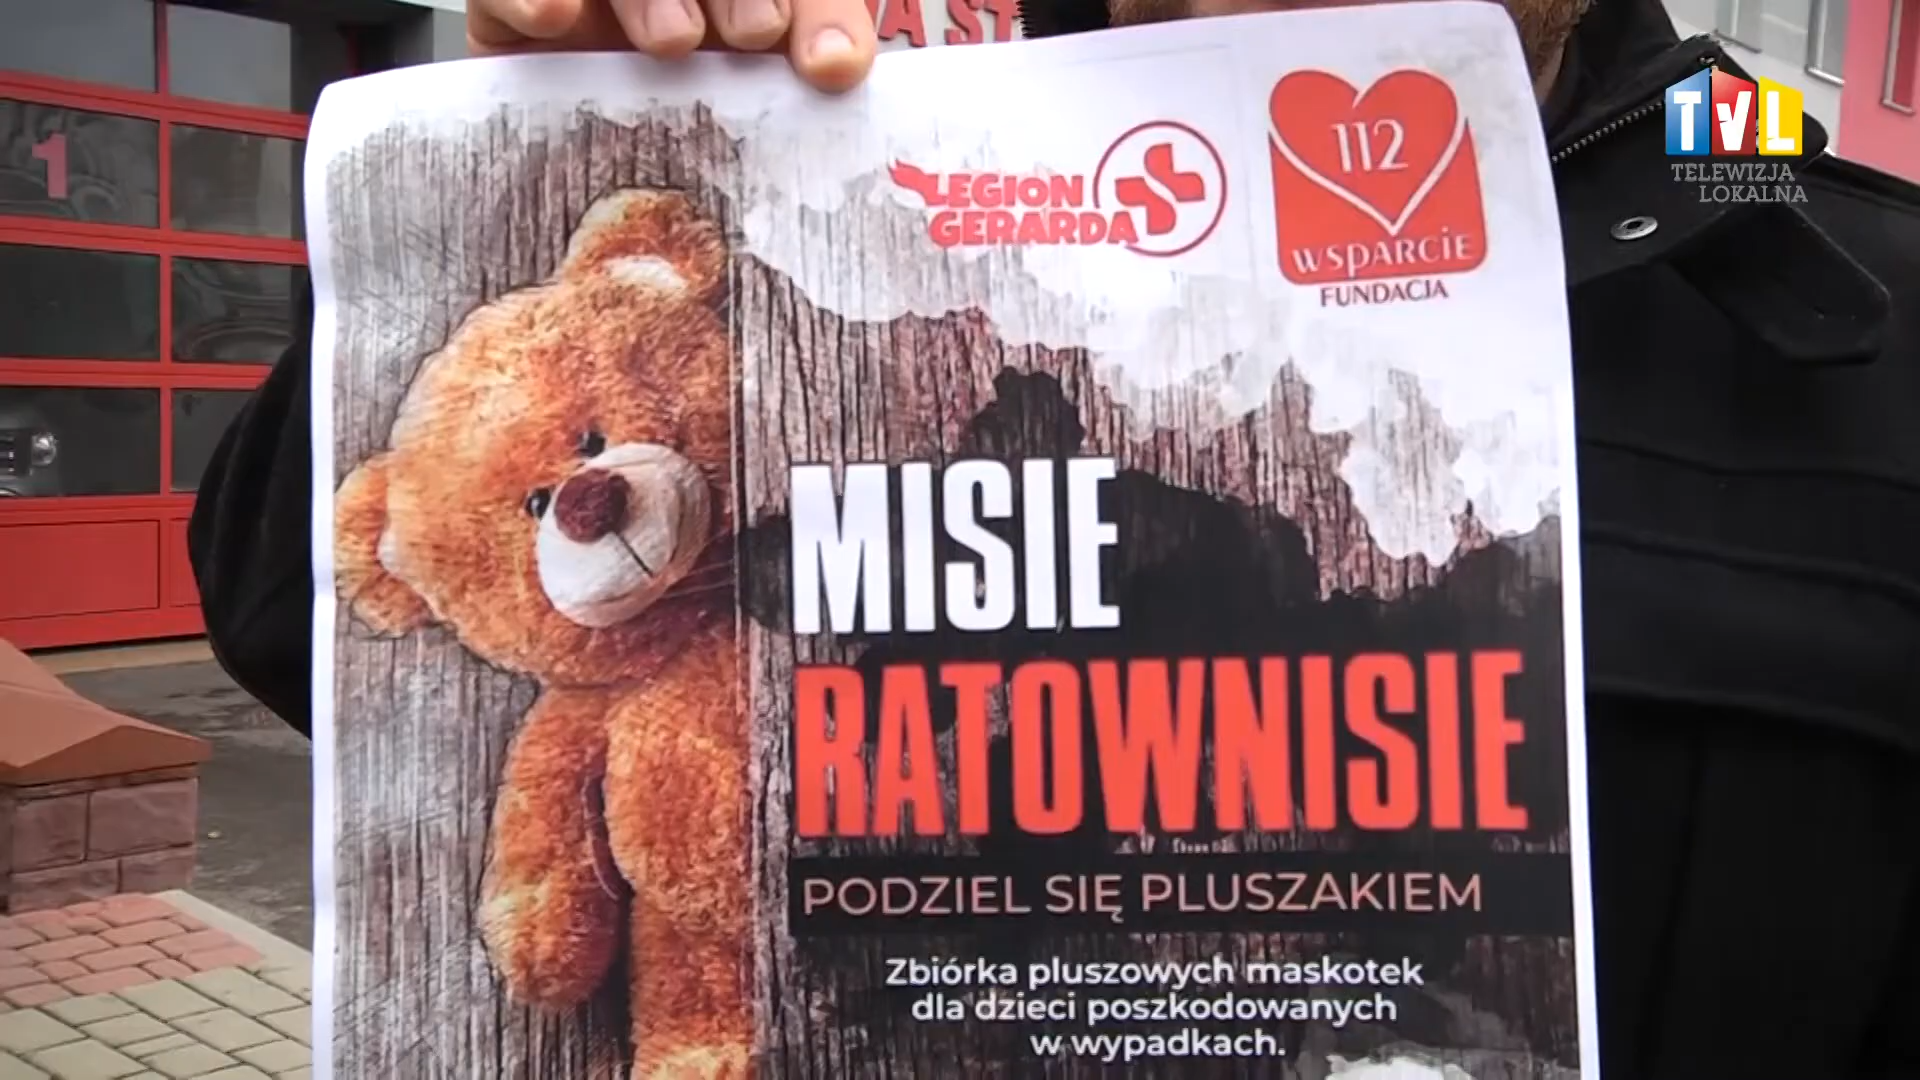 A ST
1
TVL
TELEWIZJA
LOKALNA
LEGION
GERARDA
112
WSPARCIE
FUNDACJA
MISIE
RATOWNISIE
PODZIEL SIĘ PLUSZAKIEM
Zbiórka pluszowych maskotek
dla dzieci poszkodowanych
w wypadkach.